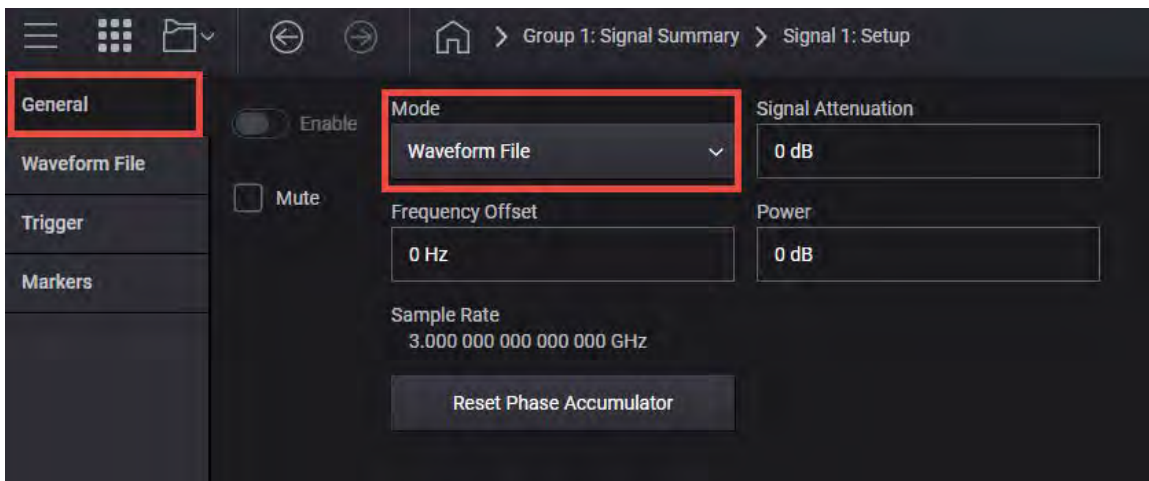 Group 1: Signal Summary > Signal 1: Setup
General
Waveform File
Trigger
Markers
Enable
Mute
Mode
Waveform File
Signal Attenuation
0 dB
Frequency Offset
0 Hz
Power
0 dB
Sample Rate
3.000 000 000 000 000 GHz
Reset Phase Accumulator